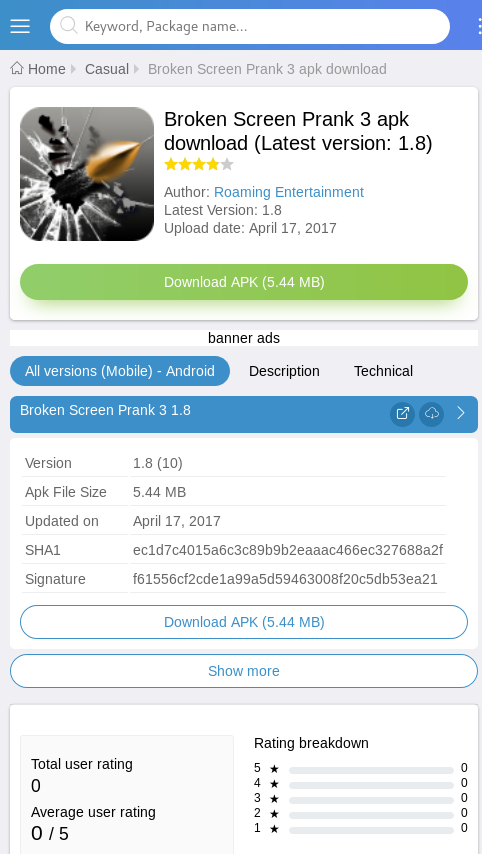 Keyword, Package name...
Home
Casual
Broken Screen Prank 3 apk download
Broken Screen Prank 3 apk
download (Latest version: 1.8)
Author: Roaming Entertainment
Latest Version: 1.8
Upload date: April 17, 2017
Download APK (5.44 MB)
banner ads
All versions (Mobile) - Android
Description
Technical
Broken Screen Prank 3 1.8
Version 1.8 (10)
Apk File Size 5.44 MB
Updated on April 17, 2017
SHA1 ec1d7c4015a6c3c89b9b2eaaac466ec327688a2f
Signature f61556cf2cde1a99a5d59463008f20c5db53ea21
Download APK (5.44 MB)
Show more
Total user rating
0
Average user rating
0 / 5
Rating breakdown
5 ★ 0
4 ★ 0
3 ★ 0
2 ★ 0
1 ★ 0